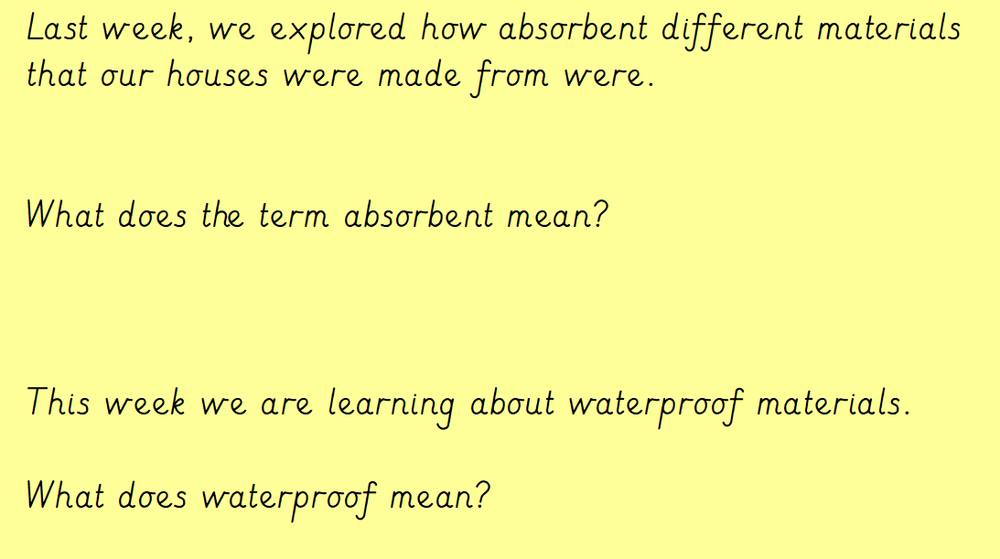 Last week, we explored how absorbent different materials
that our houses were made from were.
What does the term absorbent mean?
This week we are learning about waterproof materials.
What does waterproof mean?